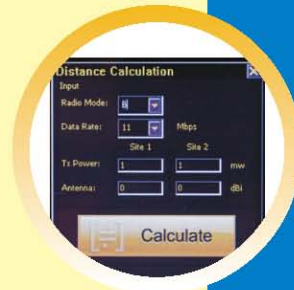 Distance Calculation
Input
Radio Mode: B
Data Rate: 11 Mbps
Site 1 Site 2
Tx Power: 1 1 mw
Antenna: 0 0 dBi
Calculate